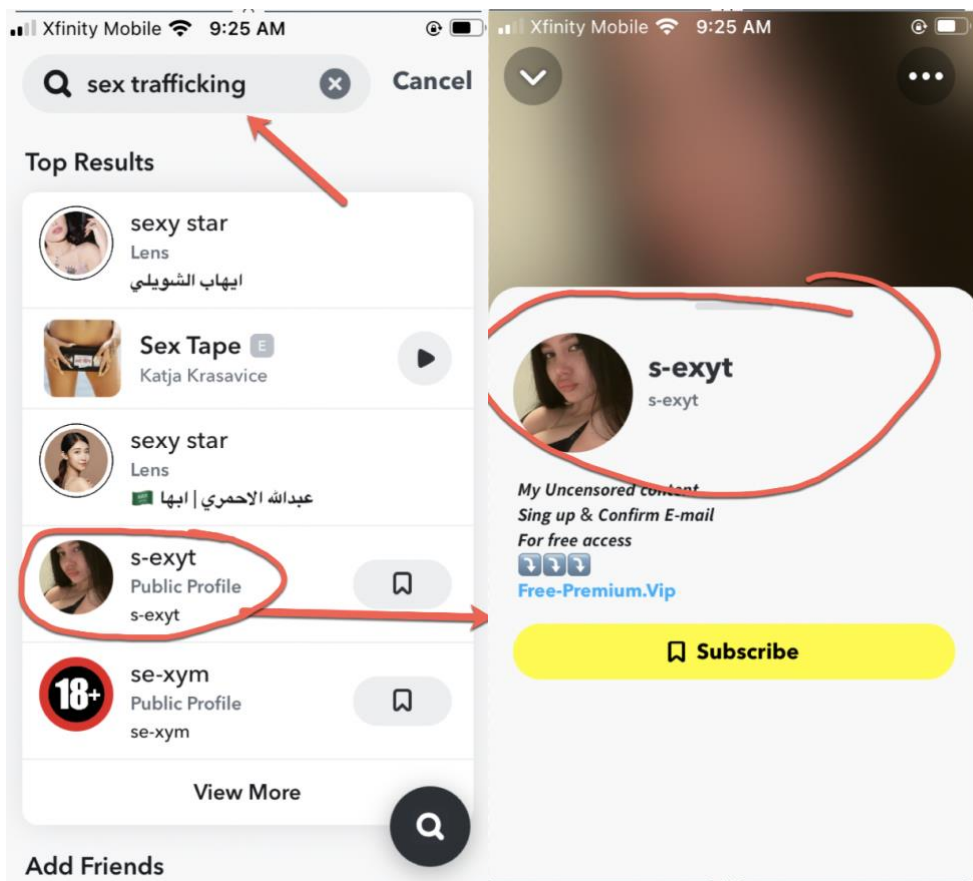 Xfinity Mobile 9:25 AM
sex trafficking
Cancel
Top Results
sexy star
Lens
ايهاب الشويلي
Sex Tape E
Katja Krasavice
sexy star
Lens
عبدالله الاحمري | ابها
s-exyt
Public Profile
s-exyt
18+
se-xym
Public Profile
se-xym
View More
Add Friends
Xfinity Mobile 9:25 AM
s-exyt
s-exyt
My Uncensored content
Sing up & Confirm E-mail
For free access
Free-Premium.Vip
Subscribe